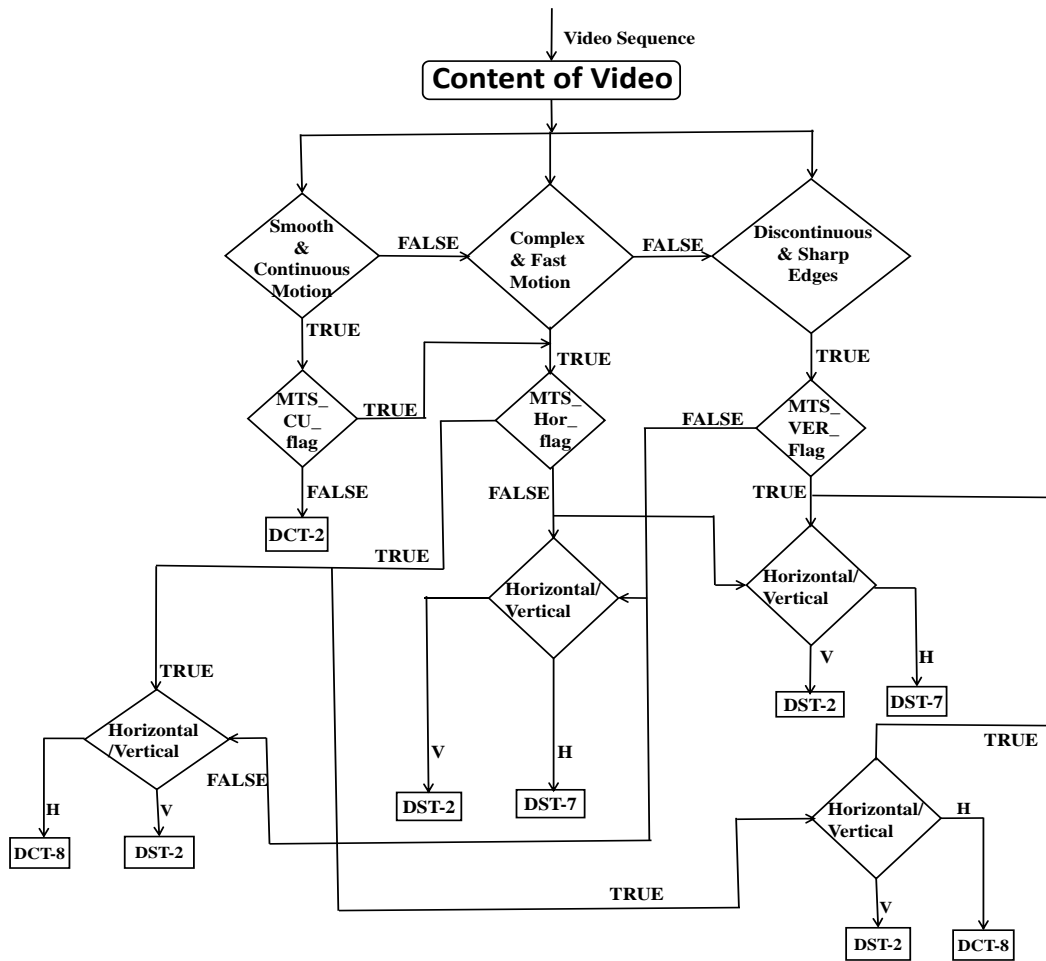 Video Sequence
Content of Video
Smooth
&
Continuous
Motion
FALSE
Complex
& Fast
Motion
FALSE
Discontinuous
& Sharp
Edges
TRUE
TRUE
TRUE
MTS_
CU_
flag
TRUE
MTS_
Hor_
flag
FALSE
MTS_
VER_
Flag
FALSE
FALSE
TRUE
DCT-2
TRUE
Horizontal/
Vertical
Horizontal/
Vertical
TRUE
V
H
DST-2
DST-7
Horizontal
/Vertical
FALSE
V
H
TRUE
H
V
DST-2
DST-7
Horizontal/
Vertical
H
DCT-8
DST-2
TRUE
V
DST-2
DCT-8